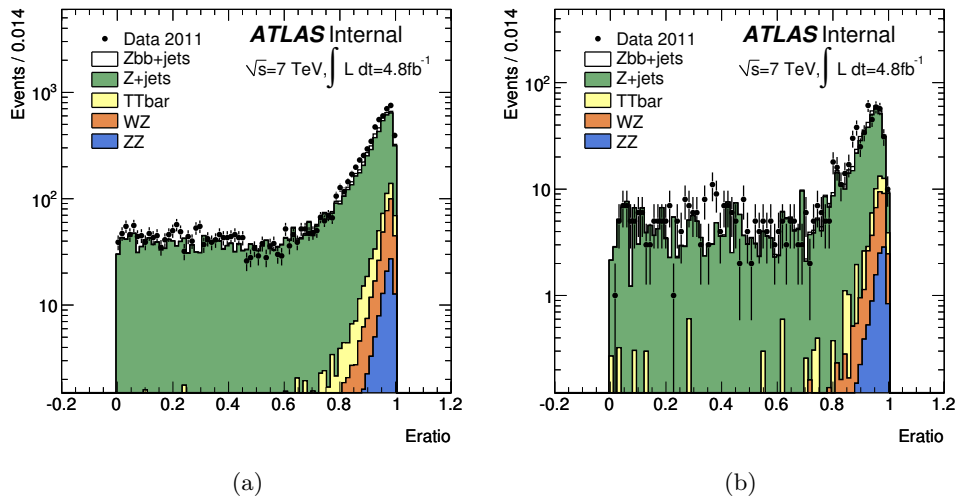 Events / 0.014
Data 2011
Zbb+jets
Z+jets
TTbar
WZ
ZZ
ATLAS Internal
√s=7 TeV, ∫ L dt=4.8fb⁻¹
10³
10²
10
-0.2 0 0.2 0.4 0.6 0.8 1 1.2
Eratio
(a)
Events / 0.014
Data 2011
Zbb+jets
Z+jets
TTbar
WZ
ZZ
ATLAS Internal
√s=7 TeV, ∫ L dt=4.8fb⁻¹
10²
10
1
-0.2 0 0.2 0.4 0.6 0.8 1 1.2
Eratio
(b)